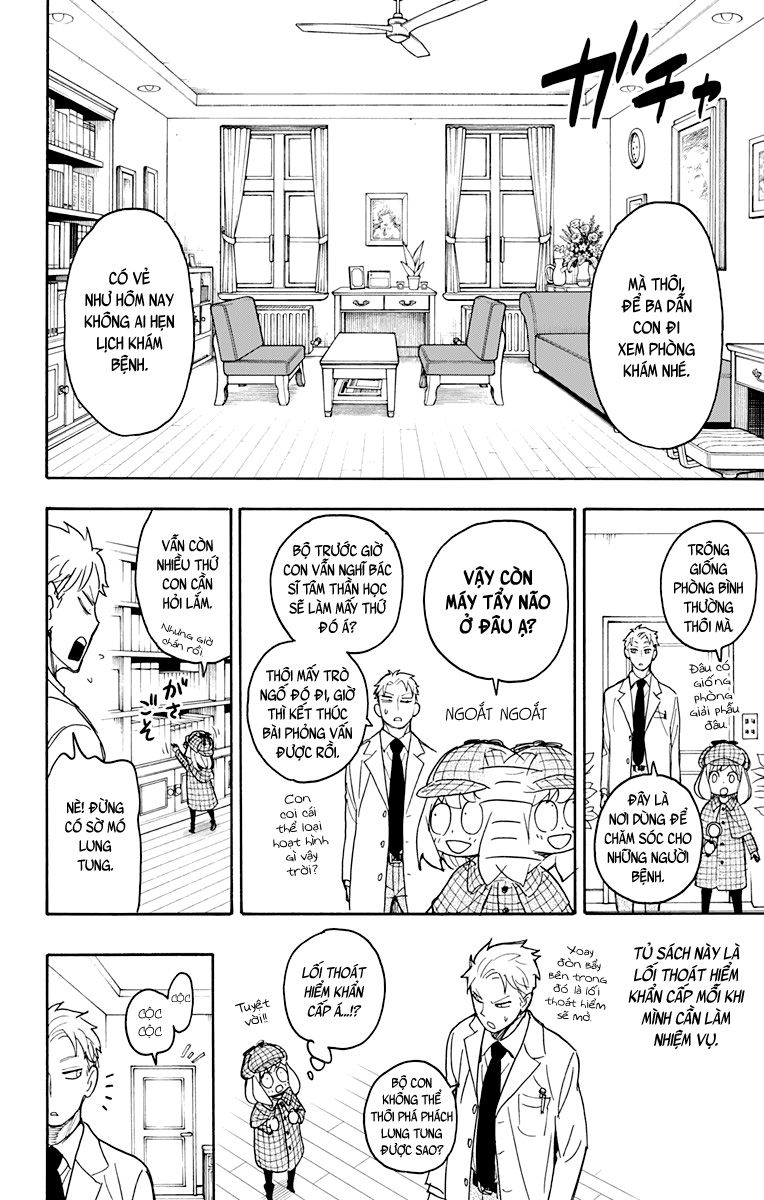 ガチャ
MÀ THÔI,
ĐỂ BA DẪN
CON ĐI
XEM PHÒNG
KHÁM NHÉ.
CÓ VẺ
NHƯ HÔM NAY
KHÔNG AI HẸN
LỊCH KHÁM
BỆNH.
TRÔNG
GIỐNG
PHÒNG BÌNH
THƯỜNG
THÔI MÀ.
Đâu có
giống
phòng
giải phẫu
đâu.
ĐÂY LÀ
NƠI DÙNG ĐỂ
CHĂM SÓC CHO
NHỮNG NGƯỜI
BỆNH.
VẬY CÒN
MÁY TẨY NÃO
Ở ĐÂU Ạ?
NGOẮT NGOẮT
BỘ TRƯỚC GIỜ
CON VẪN NGHĨ BÁC
SĨ TÂM THẦN HỌC
SẼ LÀM MẤY THỨ
ĐÓ Á?
THÔI MẤY TRÒ
NGỐ ĐÓ ĐI, GIỜ
THÌ KẾT THÚC
BÀI PHỎNG VẤN
ĐƯỢC RỒI.
Con
coi cái
thể loại
hoạt hình
gì vậy
trời?
VẪN CÒN
NHIỀU THỨ
CON CẦN
HỎI LẮM.
Nhưng giờ
chán rồi
がさ
ごそ
NÈ! ĐỪNG
CÓ SỜ MÓ
LUNG
TUNG.
TỦ SÁCH NÀY LÀ
LỐI THOÁT HIỂM
KHẨN CẤP MỖI KHI
MÌNH CẦN LÀM
NHIỆM VỤ.
Xoay
đòn bẩy
bên trong
đó là lối
thoát hiểm
sẽ mở.
BỘ CON
KHÔNG THỂ
THÔI PHÁ PHÁCH
LUNG TUNG
ĐƯỢC SAO?
LỐI THOÁT
HIỂM KHẨN
CẤP Á...!?
Tuyệt
vời!!
CỘC
CỘC
CỘC